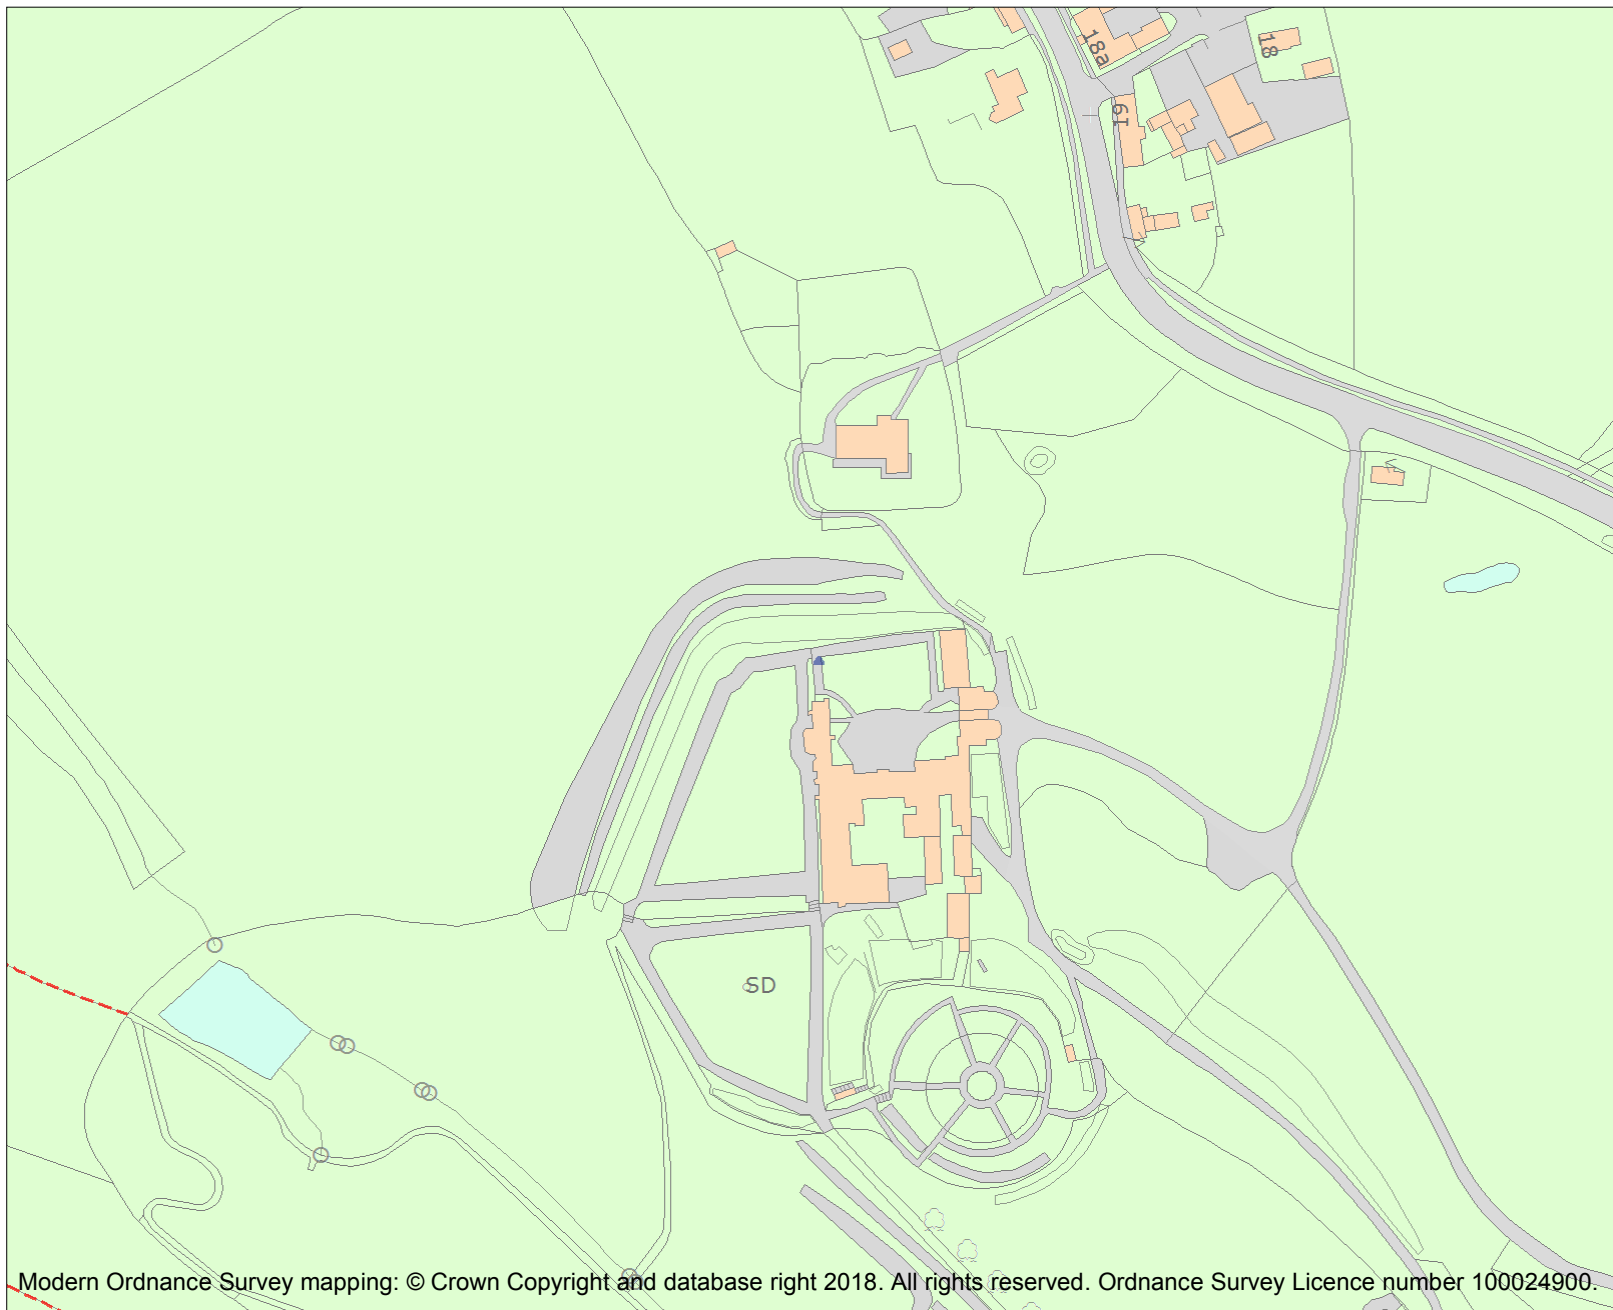 18a
18
19
SD
Modern Ordnance Survey mapping: © Crown Copyright and database right 2018. All rights reserved. Ordnance Survey Licence number 100024900.